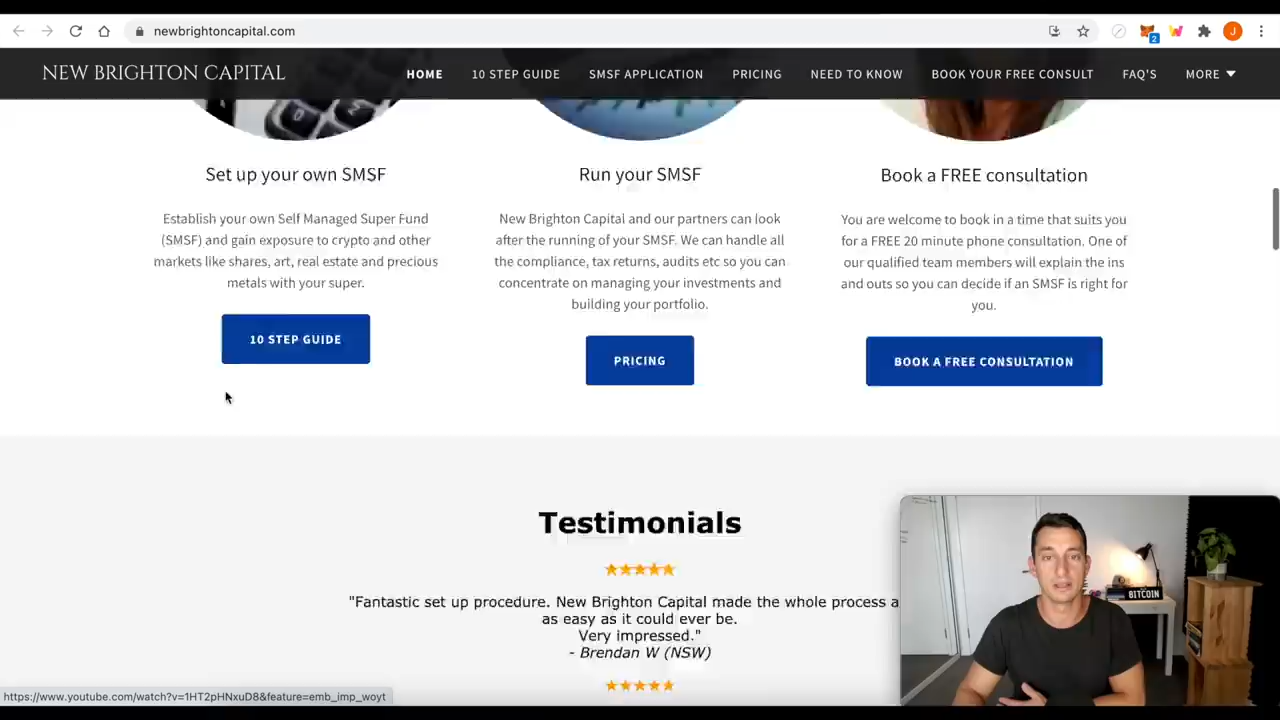 newbrightoncapital.com
2
J
NEW BRIGHTON CAPITAL
HOME
10 STEP GUIDE
SMSF APPLICATION
PRICING
NEED TO KNOW
BOOK YOUR FREE CONSULT
FAQ'S
MORE
Set up your own SMSF
Establish your own Self Managed Super Fund
(SMSF) and gain exposure to crypto and other
markets like shares, art, real estate and precious
metals with your super.
10 STEP GUIDE
Run your SMSF
New Brighton Capital and our partners can look
after the running of your SMSF. We can handle all
the compliance, tax returns, audits etc so you can
concentrate on managing your investments and
building your portfolio.
PRICING
Book a FREE consultation
You are welcome to book in a time that suits you
for a FREE 20 minute phone consultation. One of
our qualified team members will explain the ins
and outs so you can decide if an SMSF is right for
you.
BOOK A FREE CONSULTATION
Testimonials
"Fantastic set up procedure. New Brighton Capital made the whole process a
as easy as it could ever be.
Very impressed."
- Brendan W (NSW)
BITCOIN
https://www.youtube.com/watch?v=1HT2pHNxuD8&feature=emb_imp_woyt